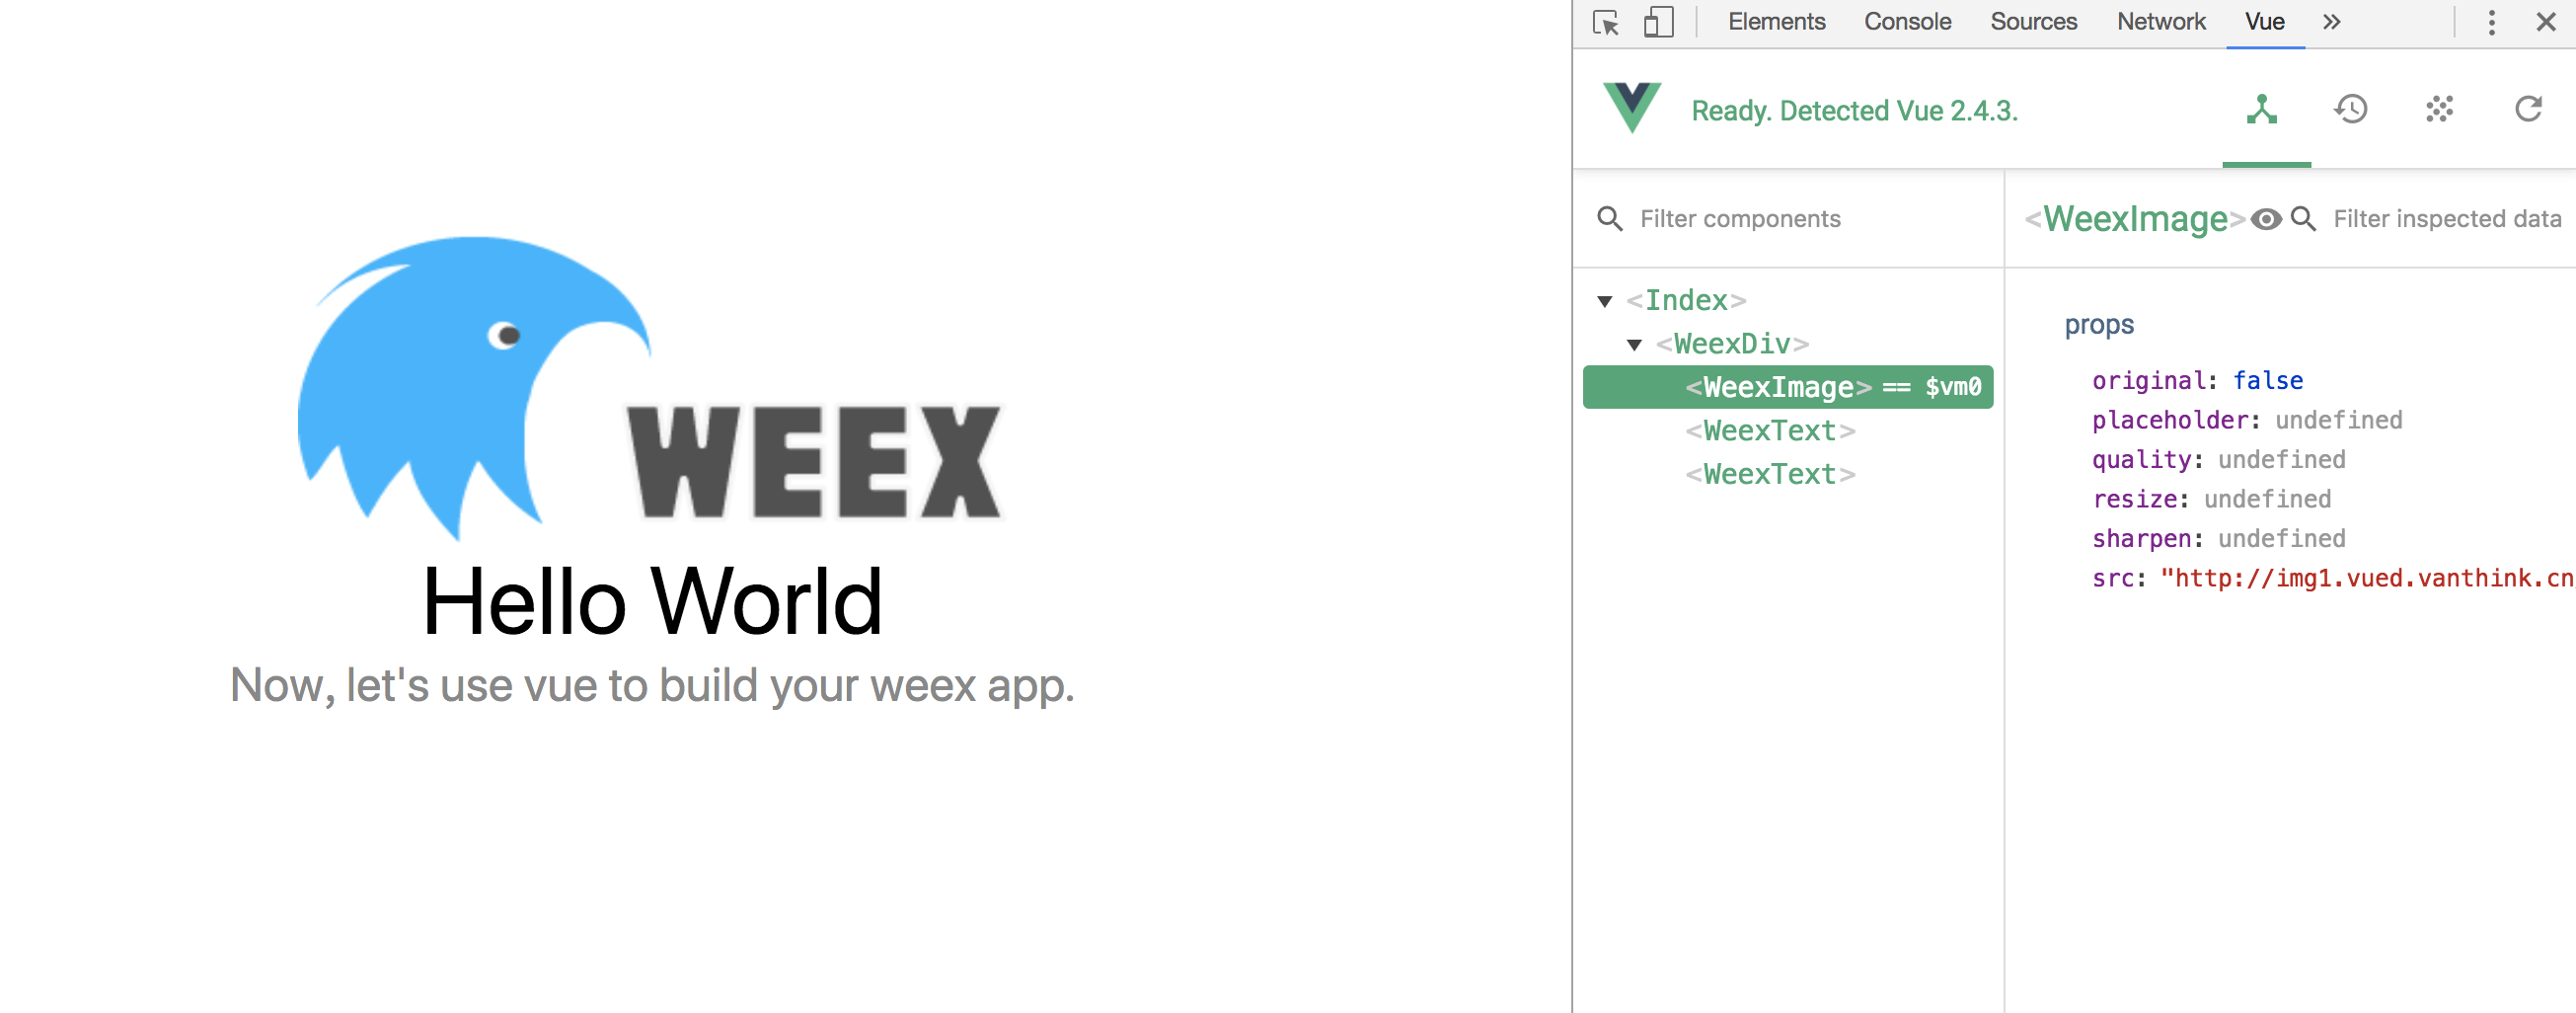 WEEX
Hello World
Now, let's use vue to build your weex app.
Elements Console Sources Network Vue »
Ready. Detected Vue 2.4.3.
Filter components
<Index>
<WeexDiv>
<WeexImage> == $vm0
<WeexText>
<WeexText>
<WeexImage> Filter inspected data
props
original: false
placeholder: undefined
quality: undefined
resize: undefined
sharpen: undefined
src: "http://img1.vued.vanthink.cn